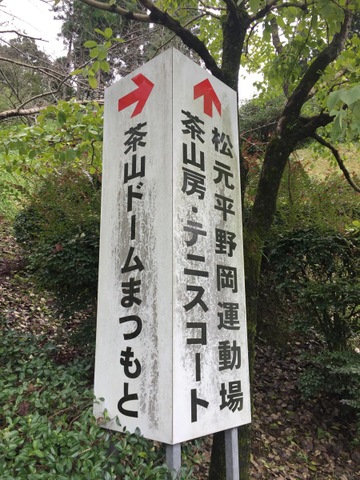 茶山ドームまつもと
松元平野岡運動場
茶山房・テニスコート